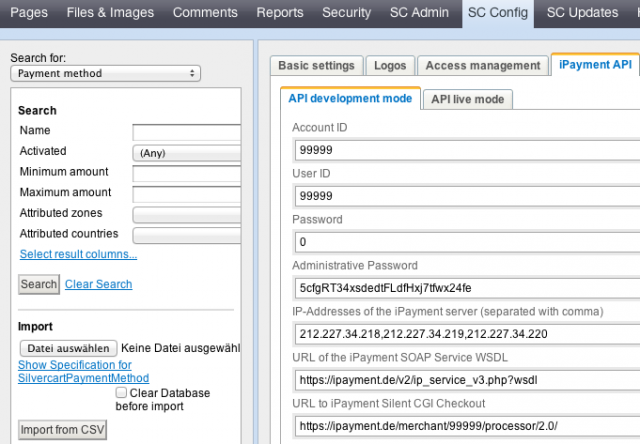 Pages Files & Images Comments Reports Security SC Admin SC Config SC Updates
Search for:
Payment method
Search
Name
Activated (Any)
Minimum amount
Maximum amount
Attributed zones
Attributed countries
Select result columns...
Search Clear Search
Import
Datei auswählen Keine Datei ausgewähl
Show Specification for
SilvercartPaymentMethod
Clear Database
before import
Import from CSV
Basic settings Logos Access management iPayment API
API development mode API live mode
Account ID
99999
User ID
99999
Password
0
Administrative Password
5cfgRT34xsdedtFLdfHxj7tfwx24fe
IP-Addresses of the iPayment server (separated with comma)
212.227.34.218,212.227.34.219,212.227.34.220
URL of the iPayment SOAP Service WSDL
https://ipayment.de/v2/ip_service_v3.php?wsdl
URL to iPayment Silent CGI Checkout
https://ipayment.de/merchant/99999/processor/2.0/